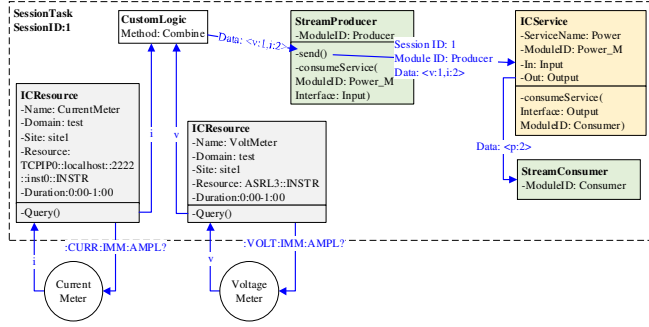 SessionTask
SessionID:1
CustomLogic
Method: Combine
Data: <v:1,i:2>
StreamProducer
-ModuleID: Producer
-send()
-consumeService(
ModuleID: Power_M
Interface: Input)
Session ID: 1
Module ID: Producer
Data: <v:1,i:2>
ICService
-ServiceName: Power
-ModuleID: Power_M
-In: Input
-Out: Output
-consumeService(
Interface: Output
ModuleID: Consumer)
Data: <p:2>
StreamConsumer
-ModuleID: Consumer
ICResource
-Name: CurrentMeter
-Domain: test
-Site: site1
-Resource:
TCPIP0::localhost::2222
::inst0::INSTR
-Duration:0:00-1:00
-Query()
i
v
ICResource
-Name: VoltMeter
-Domain: test
-Site: site1
-Resource: ASRL3::INSTR
-Duration:0:00-1:00
-Query()
:CURR:IMM:AMPL?
:VOLT:IMM:AMPL?
i
v
Current
Meter
Voltage
Meter